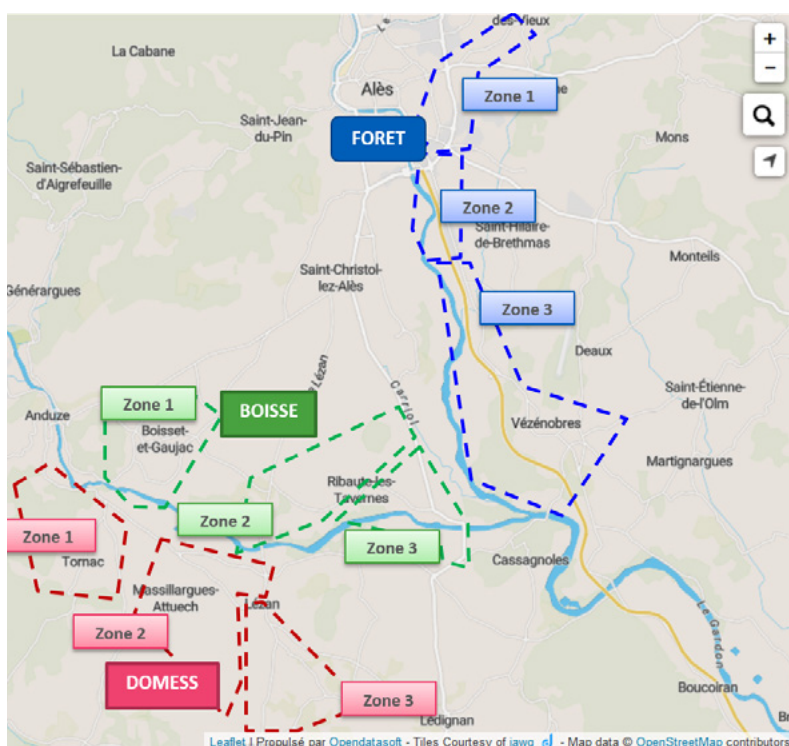 des-Vieux
La Cabane
Alès
Zone 1
Saint-Jean-
du-Pin
FORET
Mons
Saint-Sébastien-
d'Aigrefeuille
Zone 2
Saint-Hilaire-
de-Brethmas
Monteils
Saint-Christol-
lez-Alès
Générargues
Zone 3
Deaux
Lézan
Carriol
Saint-Étienne-
de-l'Olm
Zone 1
BOISSE
Anduze
Boisset-
et-Gaujac
Vézénobres
Martignargues
Ribaute-les-
Tavernes
Zone 2
Zone 1
Zone 3
Tornac
Cassagnoles
Massillargues-
Attuech
Lézan
Le Gardon
Zone 2
DOMESS
Zone 3
Boucoiran
Lédignan
Leaflet | Propulsé par Opendatasoft - Tiles Courtesy of jawg - Map data © OpenStreetMap contributors